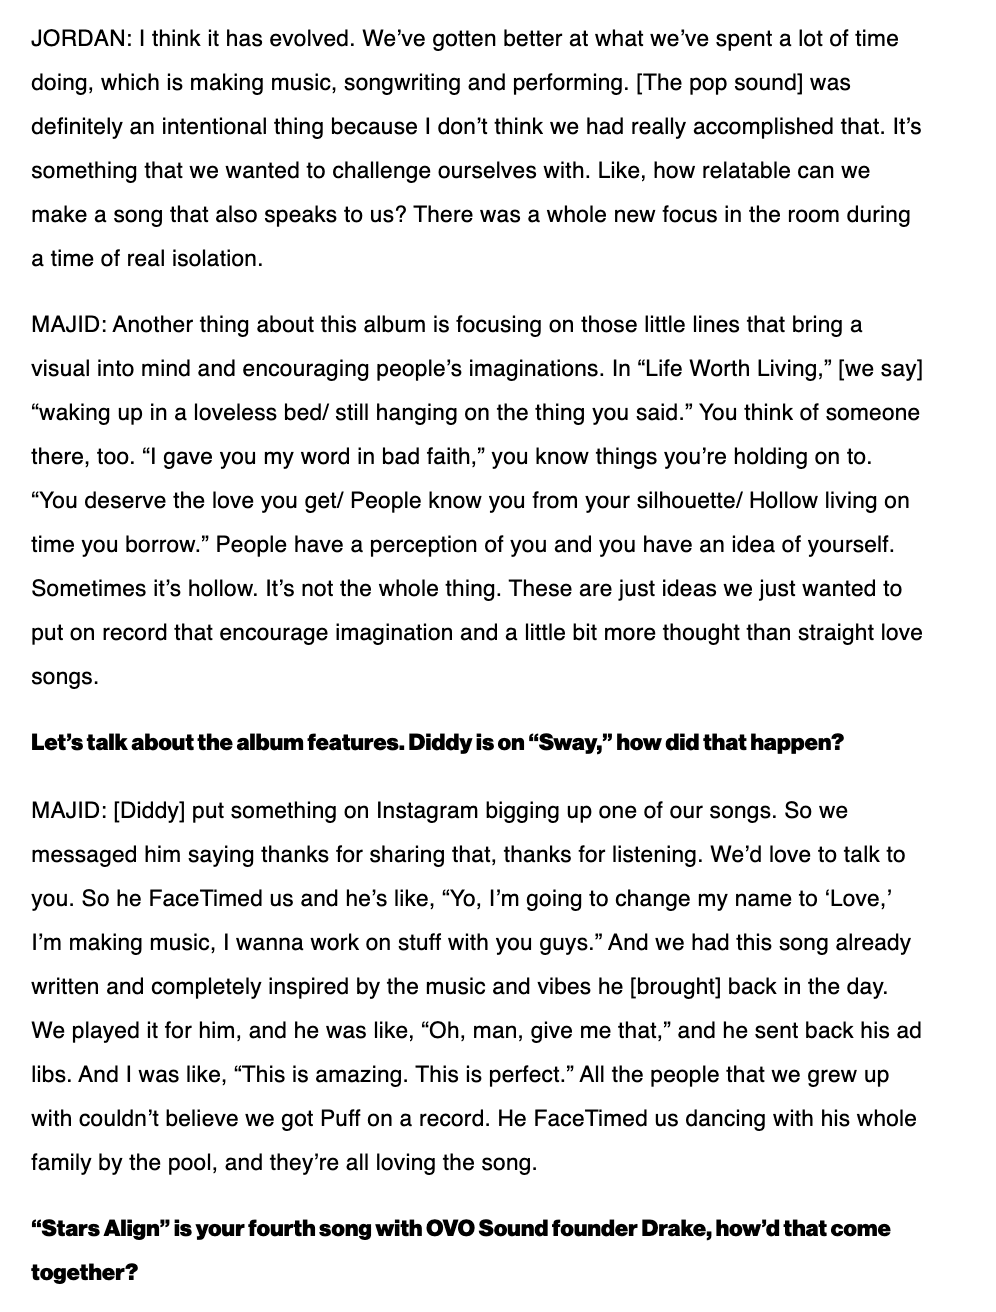 JORDAN: I think it has evolved. We’ve gotten better at what we’ve spent a lot of time
doing, which is making music, songwriting and performing. [The pop sound] was
definitely an intentional thing because I don’t think we had really accomplished that. It’s
something that we wanted to challenge ourselves with. Like, how relatable can we
make a song that also speaks to us? There was a whole new focus in the room during
a time of real isolation.
MAJID: Another thing about this album is focusing on those little lines that bring a
visual into mind and encouraging people’s imaginations. In “Life Worth Living,” [we say]
“waking up in a loveless bed/ still hanging on the thing you said.” You think of someone
there, too. “I gave you my word in bad faith,” you know things you’re holding on to.
“You deserve the love you get/ People know you from your silhouette/ Hollow living on
time you borrow.” People have a perception of you and you have an idea of yourself.
Sometimes it’s hollow. It’s not the whole thing. These are just ideas we just wanted to
put on record that encourage imagination and a little bit more thought than straight love
songs.
Let’s talk about the album features. Diddy is on “Sway,” how did that happen?
MAJID: [Diddy] put something on Instagram bigging up one of our songs. So we
messaged him saying thanks for sharing that, thanks for listening. We’d love to talk to
you. So he FaceTimed us and he’s like, “Yo, I’m going to change my name to ‘Love,’
I’m making music, I wanna work on stuff with you guys.” And we had this song already
written and completely inspired by the music and vibes he [brought] back in the day.
We played it for him, and he was like, “Oh, man, give me that,” and he sent back his ad
libs. And I was like, “This is amazing. This is perfect.” All the people that we grew up
with couldn’t believe we got Puff on a record. He FaceTimed us dancing with his whole
family by the pool, and they’re all loving the song.
“Stars Align” is your fourth song with OVO Sound founder Drake, how’d that come
together?